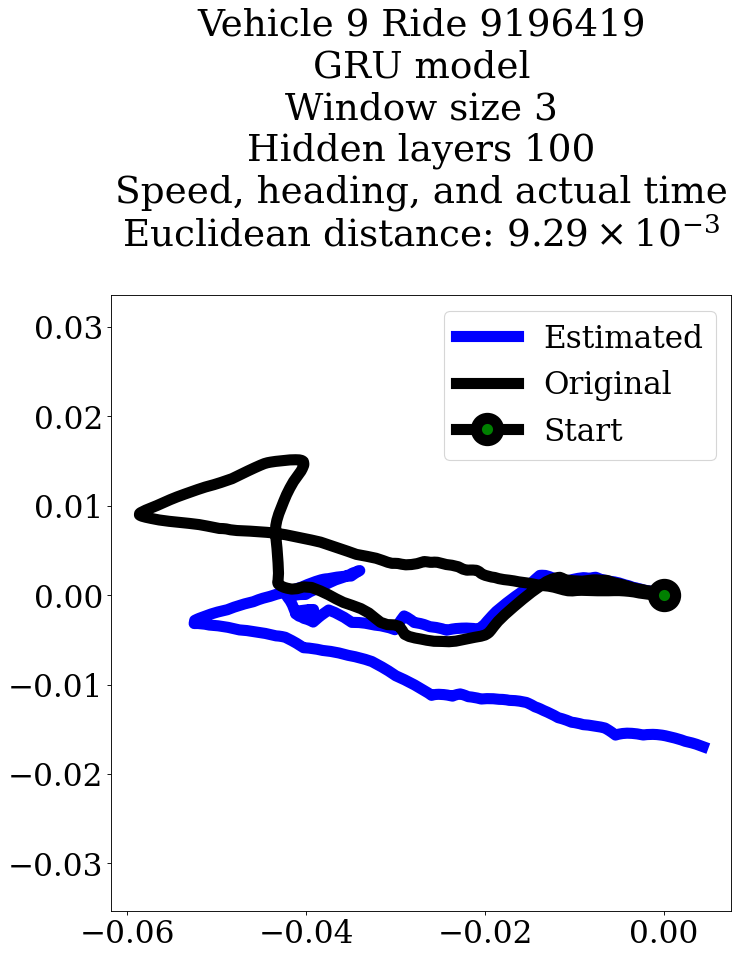 Vehicle 9 Ride 9196419
GRU model
Window size 3
Hidden layers 100
Speed, heading, and actual time
Euclidean distance: 9.29 × 10⁻³
Estimated
Original
Start
0.03
0.02
0.01
0.00
−0.01
−0.02
−0.03
−0.06
−0.04
−0.02
0.00